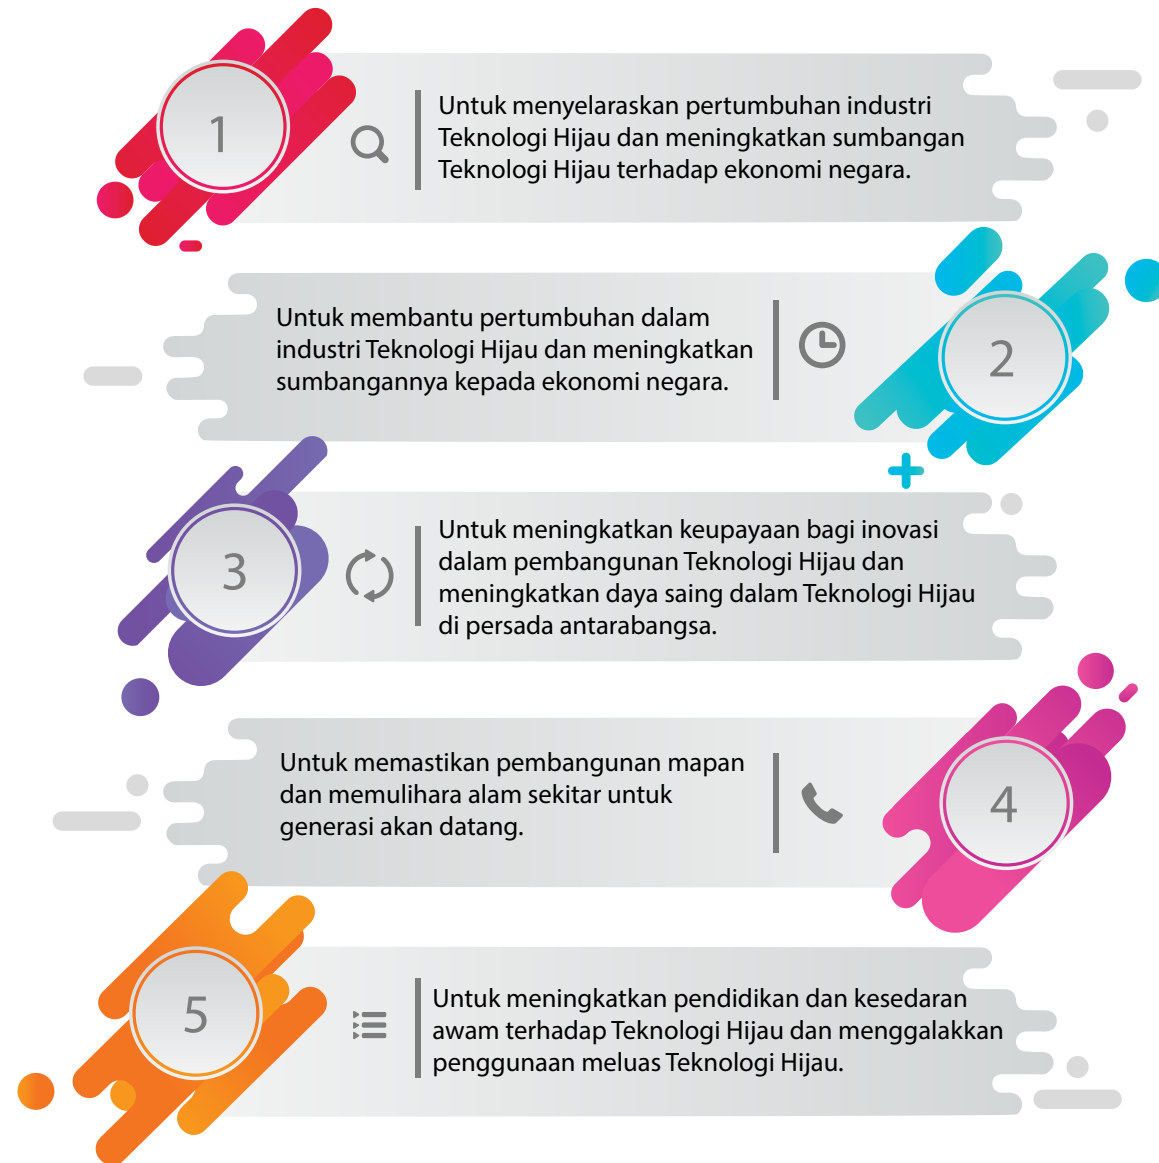 1
Untuk menyelaraskan pertumbuhan industri
Teknologi Hijau dan meningkatkan sumbangan
Teknologi Hijau terhadap ekonomi negara.
Untuk membantu pertumbuhan dalam
industri Teknologi Hijau dan meningkatkan
sumbangannya kepada ekonomi negara.
2
3
Untuk meningkatkan keupayaan bagi inovasi
dalam pembangunan Teknologi Hijau dan
meningkatkan daya saing dalam Teknologi Hijau
di persada antarabangsa.
Untuk memastikan pembangunan mapan
dan memulihara alam sekitar untuk
generasi akan datang.
4
5
Untuk meningkatkan pendidikan dan kesedaran
awam terhadap Teknologi Hijau dan menggalakkan
penggunaan meluas Teknologi Hijau.